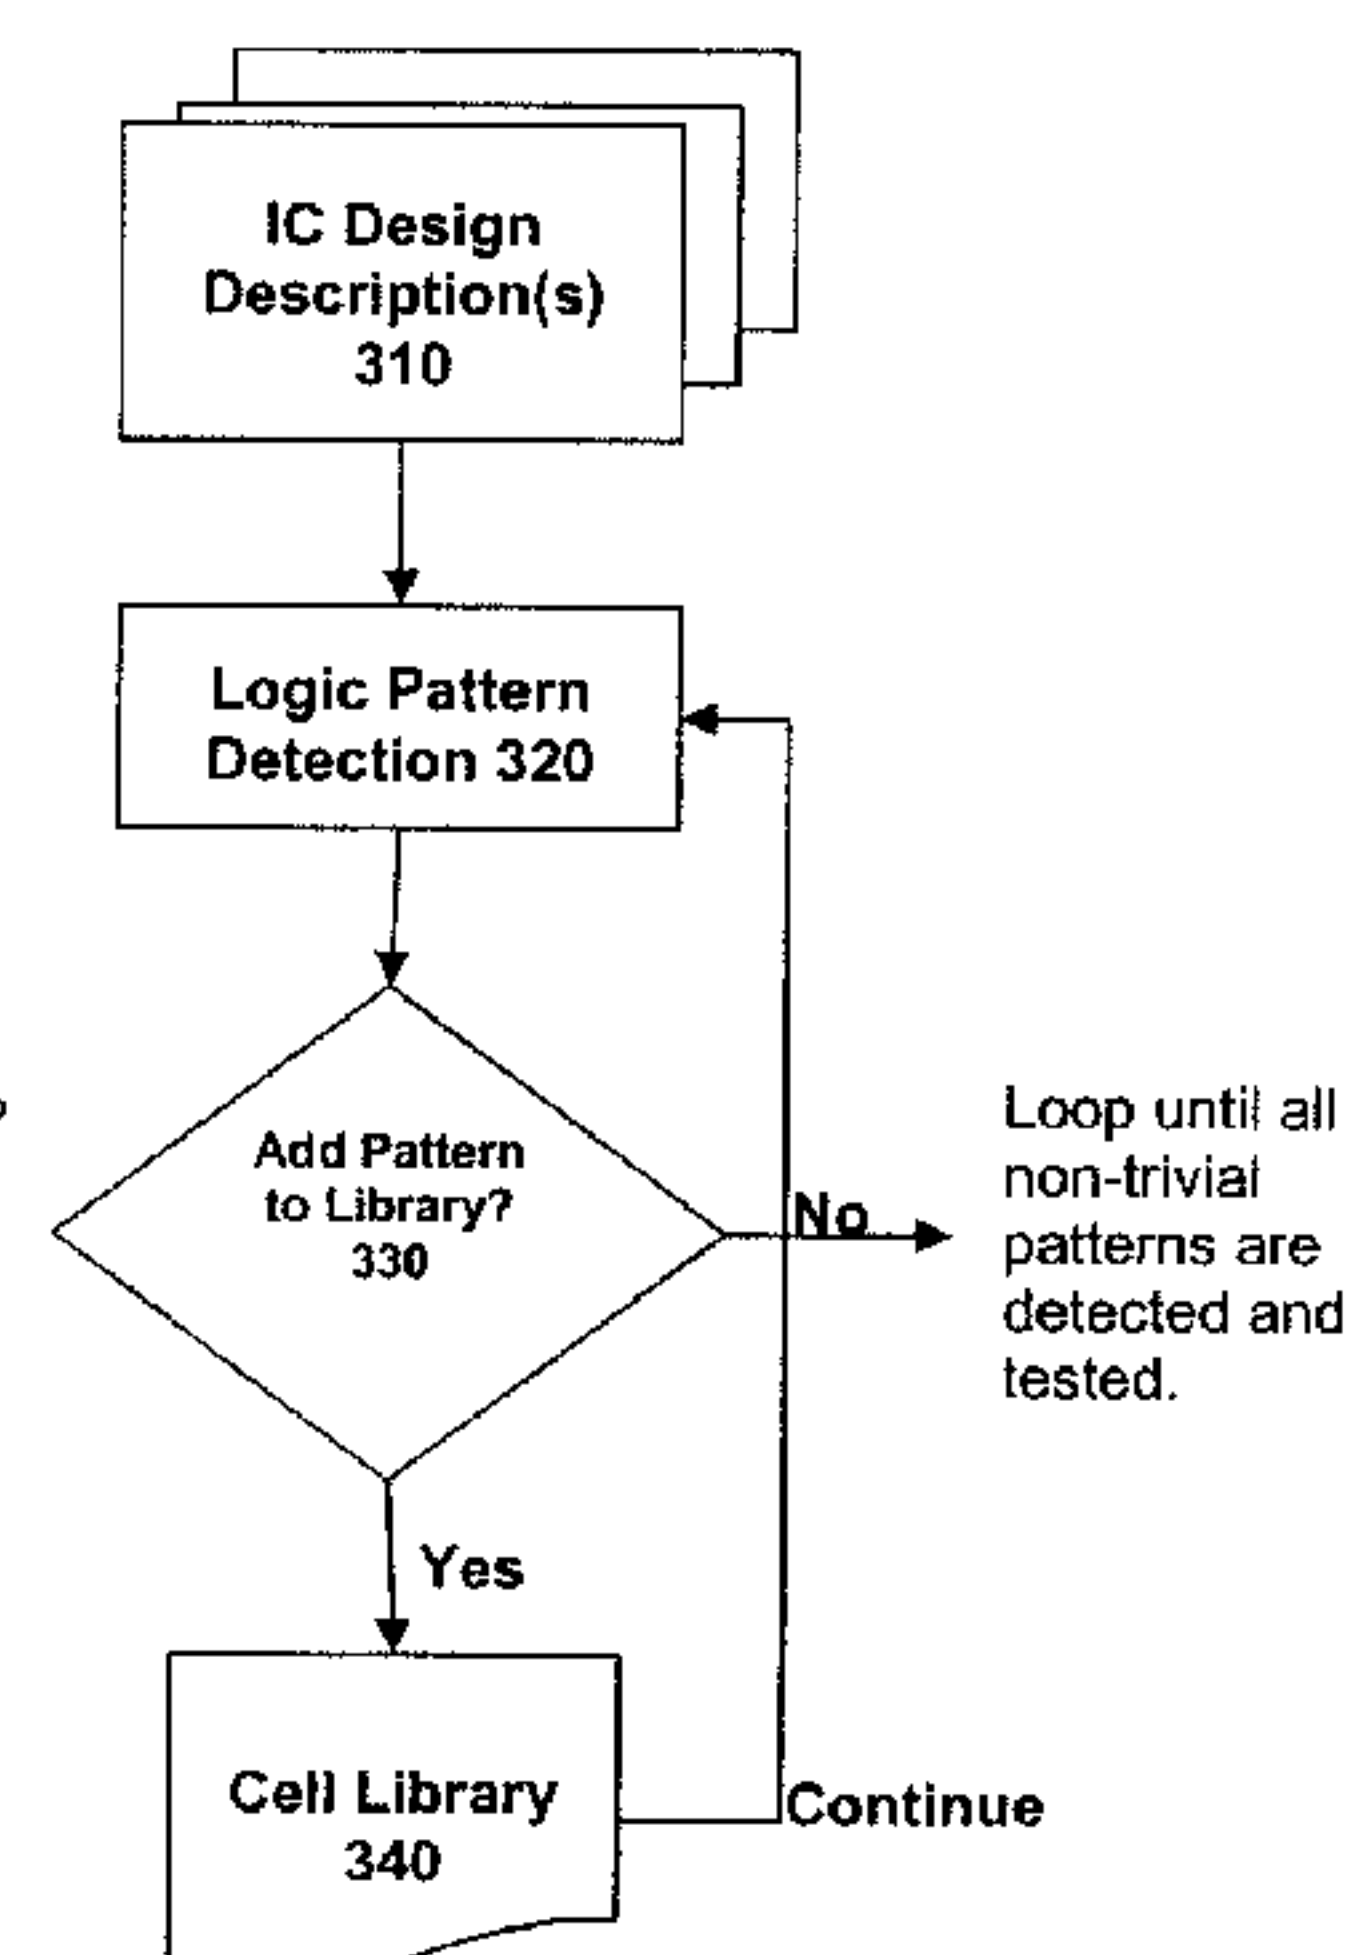 IC Design
Description(s)
310
Logic Pattern
Detection 320
Add Pattern
to Library?
330
No
Loop until all
non-trivial
patterns are
detected and
tested.
Yes
Cell Library
340
Continue